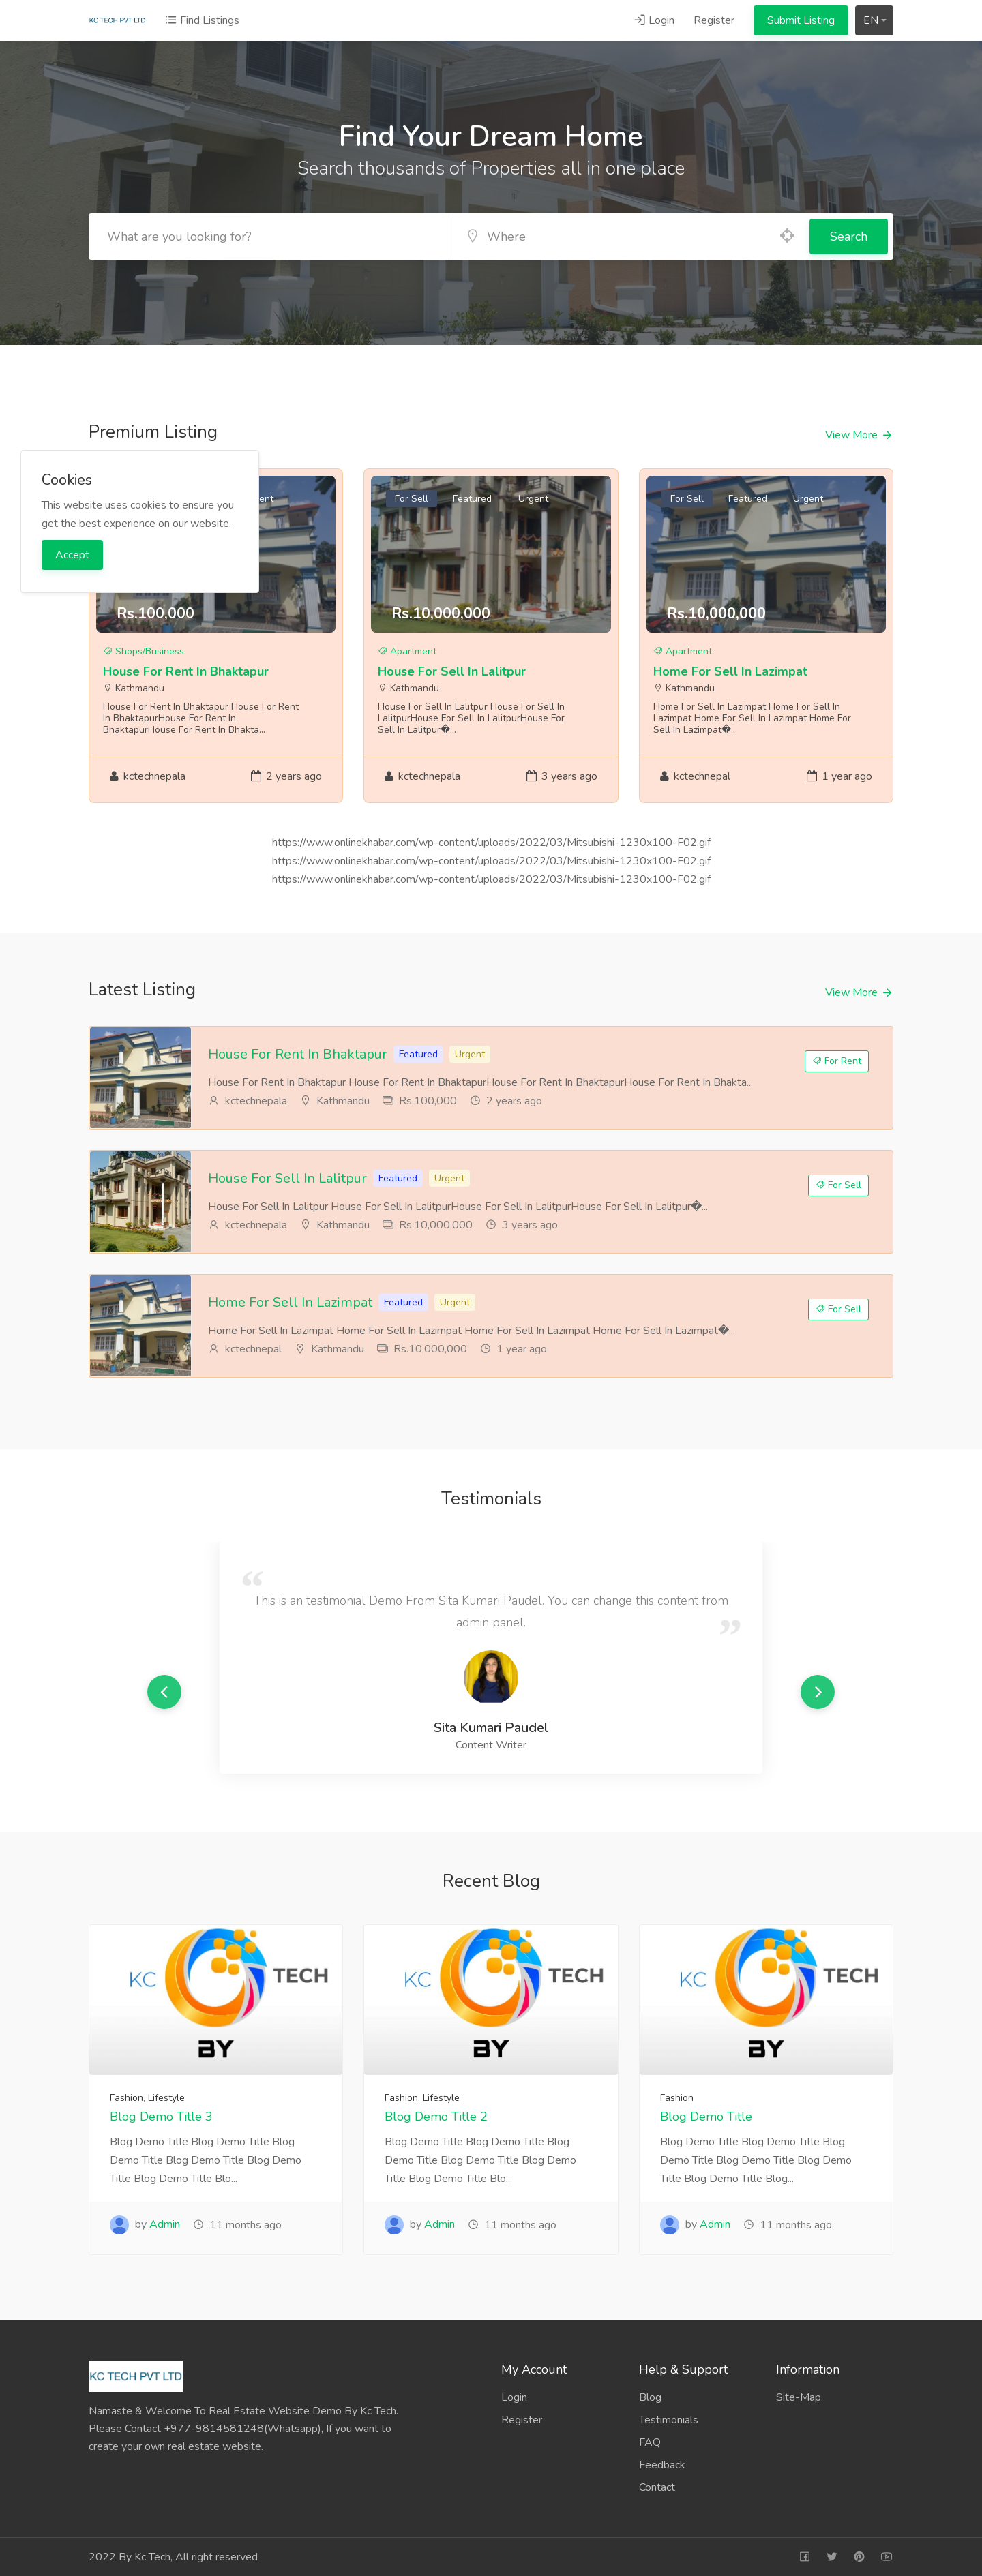 KC TECH PVT LTD Find Listings Login Register Submit Listing EN
Find Your Dream Home
Search thousands of Properties all in one place
What are you looking for? Where Search
Premium Listing View More
Cookies
This website uses cookies to ensure you
get the best experience on our website.
Accept
Rs.100,000
Shops/Business
House For Rent In Bhaktapur
Kathmandu
House For Rent In Bhaktapur House For Rent
In BhaktapurHouse For Rent In
BhaktapurHouse For Rent In Bhakta...
kctechnepala 2 years ago
For Sell Featured Urgent
Rs.10,000,000
Apartment
House For Sell In Lalitpur
Kathmandu
House For Sell In Lalitpur House For Sell In
LalitpurHouse For Sell In LalitpurHouse For
Sell In Lalitpur�...
kctechnepala 3 years ago
For Sell Featured Urgent
Rs.10,000,000
Apartment
Home For Sell In Lazimpat
Kathmandu
Home For Sell In Lazimpat Home For Sell In
Lazimpat Home For Sell In Lazimpat Home For
Sell In Lazimpat�...
kctechnepal 1 year ago
https://www.onlinekhabar.com/wp-content/uploads/2022/03/Mitsubishi-1230x100-F02.gif
https://www.onlinekhabar.com/wp-content/uploads/2022/03/Mitsubishi-1230x100-F02.gif
https://www.onlinekhabar.com/wp-content/uploads/2022/03/Mitsubishi-1230x100-F02.gif
Latest Listing View More
House For Rent In Bhaktapur Featured Urgent For Rent
House For Rent In Bhaktapur House For Rent In BhaktapurHouse For Rent In BhaktapurHouse For Rent In Bhakta...
kctechnepala Kathmandu Rs.100,000 2 years ago
House For Sell In Lalitpur Featured Urgent For Sell
House For Sell In Lalitpur House For Sell In LalitpurHouse For Sell In LalitpurHouse For Sell In Lalitpur�...
kctechnepala Kathmandu Rs.10,000,000 3 years ago
Home For Sell In Lazimpat Featured Urgent For Sell
Home For Sell In Lazimpat Home For Sell In Lazimpat Home For Sell In Lazimpat Home For Sell In Lazimpat�...
kctechnepal Kathmandu Rs.10,000,000 1 year ago
Testimonials
“
This is an testimonial Demo From Sita Kumari Paudel. You can change this content from
admin panel.
”
Sita Kumari Paudel
Content Writer
Recent Blog
KC TECH
BY
Fashion, Lifestyle
Blog Demo Title 3
Blog Demo Title Blog Demo Title Blog
Demo Title Blog Demo Title Blog Demo
Title Blog Demo Title Blo...
by Admin 11 months ago
KC TECH
BY
Fashion, Lifestyle
Blog Demo Title 2
Blog Demo Title Blog Demo Title Blog
Demo Title Blog Demo Title Blog Demo
Title Blog Demo Title Blo...
by Admin 11 months ago
KC TECH
BY
Fashion
Blog Demo Title
Blog Demo Title Blog Demo Title Blog
Demo Title Blog Demo Title Blog Demo
Title Blog Demo Title Blog...
by Admin 11 months ago
KC TECH PVT LTD
Namaste & Welcome To Real Estate Website Demo By Kc Tech.
Please Contact +977-9814581248(Whatsapp), If you want to
create your own real estate website.
My Account
Login
Register
Help & Support
Blog
Testimonials
FAQ
Feedback
Contact
Information
Site-Map
2022 By Kc Tech, All right reserved